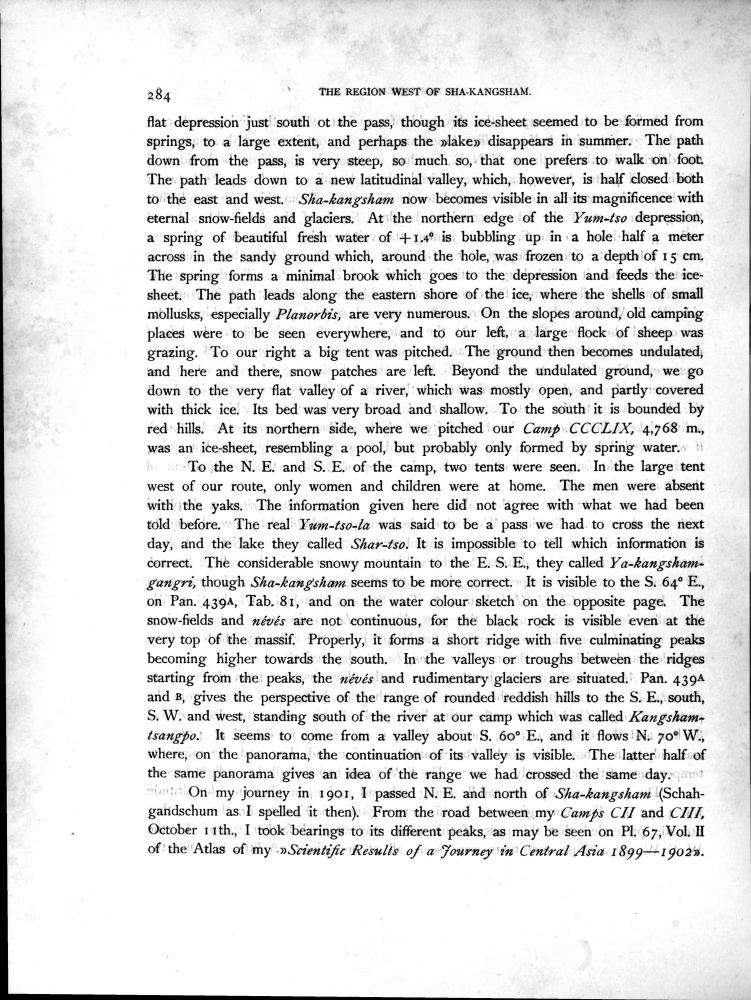 284
THE REGION WEST OF SHA-KANGSHAM.
flat depression just south ot the pass, though its ice-sheet seemed to be formed from
springs, to a large extent, and perhaps the »lake» disappears in summer. The path
down from the pass, is very steep, so much so, that one prefers to walk on foot.
The path leads down to a new latitudinal valley, which, however, is half closed both
to the east and west. Sha-kangsham now becomes visible in all its magnificence with
eternal snow-fields and glaciers. At the northern edge of the Yum-tso depression,
a spring of beautiful fresh water of +1.4° is bubbling up in a hole half a meter
across in the sandy ground which, around the hole, was frozen to a depth of 15 cm.
The spring forms a minimal brook which goes to the depression and feeds the ice-
sheet. The path leads along the eastern shore of the ice, where the shells of small
mollusks, especially Planorbis, are very numerous. On the slopes around, old camping
places were to be seen everywhere, and to our left, a large flock of sheep was
grazing. To our right a big tent was pitched. The ground then becomes undulated,
and here and there, snow patches are left. Beyond the undulated ground, we go
down to the very flat valley of a river, which was mostly open, and partly covered
with thick ice. Its bed was very broad and shallow. To the south it is bounded by
red hills. At its northern side, where we pitched our Camp CCCLIX, 4,768 m.,
was an ice-sheet, resembling a pool, but probably only formed by spring water.
To the N. E. and S. E. of the camp, two tents were seen. In the large tent
west of our route, only women and children were at home. The men were absent
with the yaks. The information given here did not agree with what we had been
told before. The real Yum-tso-la was said to be a pass we had to cross the next
day, and the lake they called Shar-tso. It is impossible to tell which information is
correct. The considerable snowy mountain to the E. S. E., they called Ya-kangsham-
gangri, though Sha-kangsham seems to be more correct. It is visible to the S. 64° E.,
on Pan. 439A, Tab. 81, and on the water colour sketch on the opposite page. The
snow-fields and névés are not continuous, for the black rock is visible even at the
very top of the massif. Properly, it forms a short ridge with five culminating peaks
becoming higher towards the south. In the valleys or troughs between the ridges
starting from the peaks, the névés and rudimentary glaciers are situated. Pan. 439A
and B, gives the perspective of the range of rounded reddish hills to the S. E., south,
S. W. and west, standing south of the river at our camp which was called Kangsham-
tsangpo. It seems to come from a valley about S. 60° E., and it flows N. 70° W.,
where, on the panorama, the continuation of its valley is visible. The latter half of
the same panorama gives an idea of the range we had crossed the same day.
On my journey in 1901, I passed N. E. and north of Sha-kangsham (Schah-
gandschum as I spelled it then). From the road between my Camps CII and CIII,
October 11th., I took bearings to its different peaks, as may be seen on Pl. 67, Vol. II
of the Atlas of my »Scientific Results of a Journey in Central Asia 1899—1902».